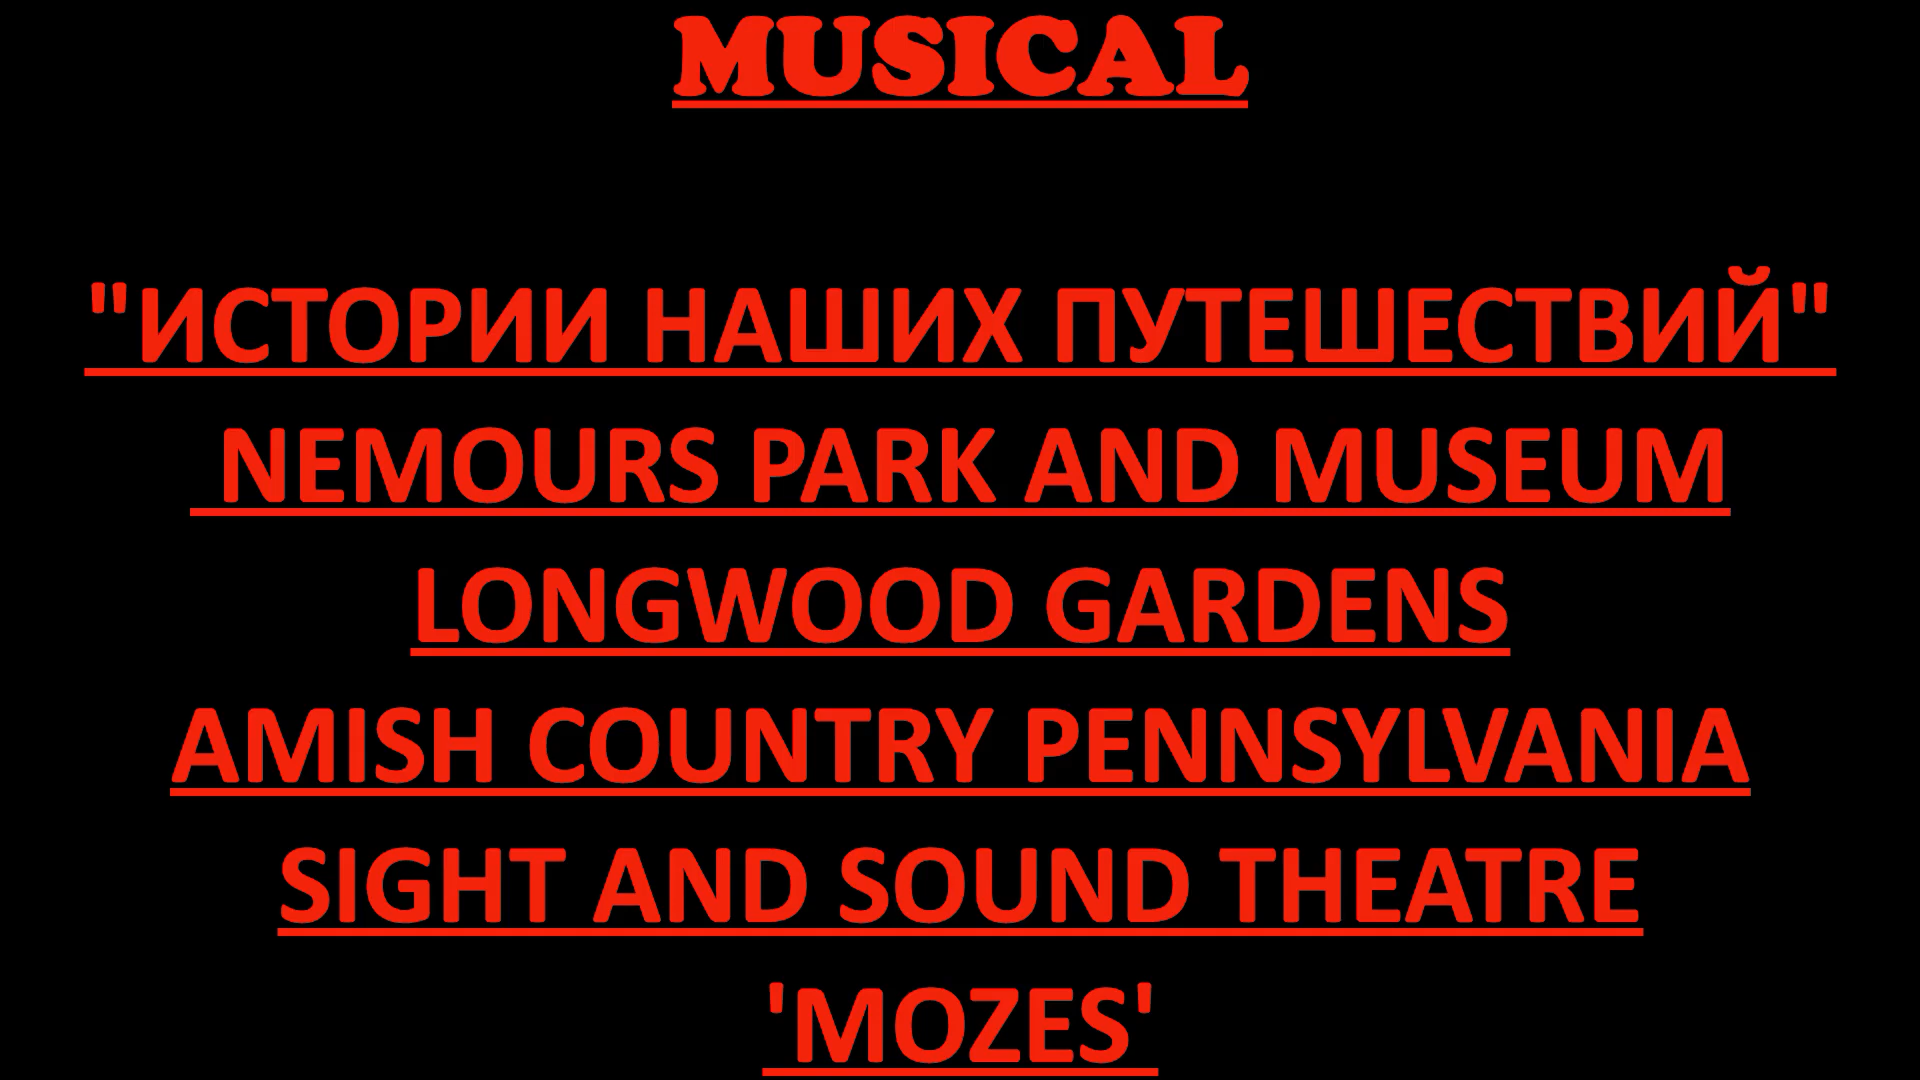 MUSICAL
"ИСТОРИИ НАШИХ ПУТЕШЕСТВИЙ"
NEMOURS PARK AND MUSEUM
LONGWOOD GARDENS
AMISH COUNTRY PENNSYLVANIA
SIGHT AND SOUND THEATRE
'MOZES'